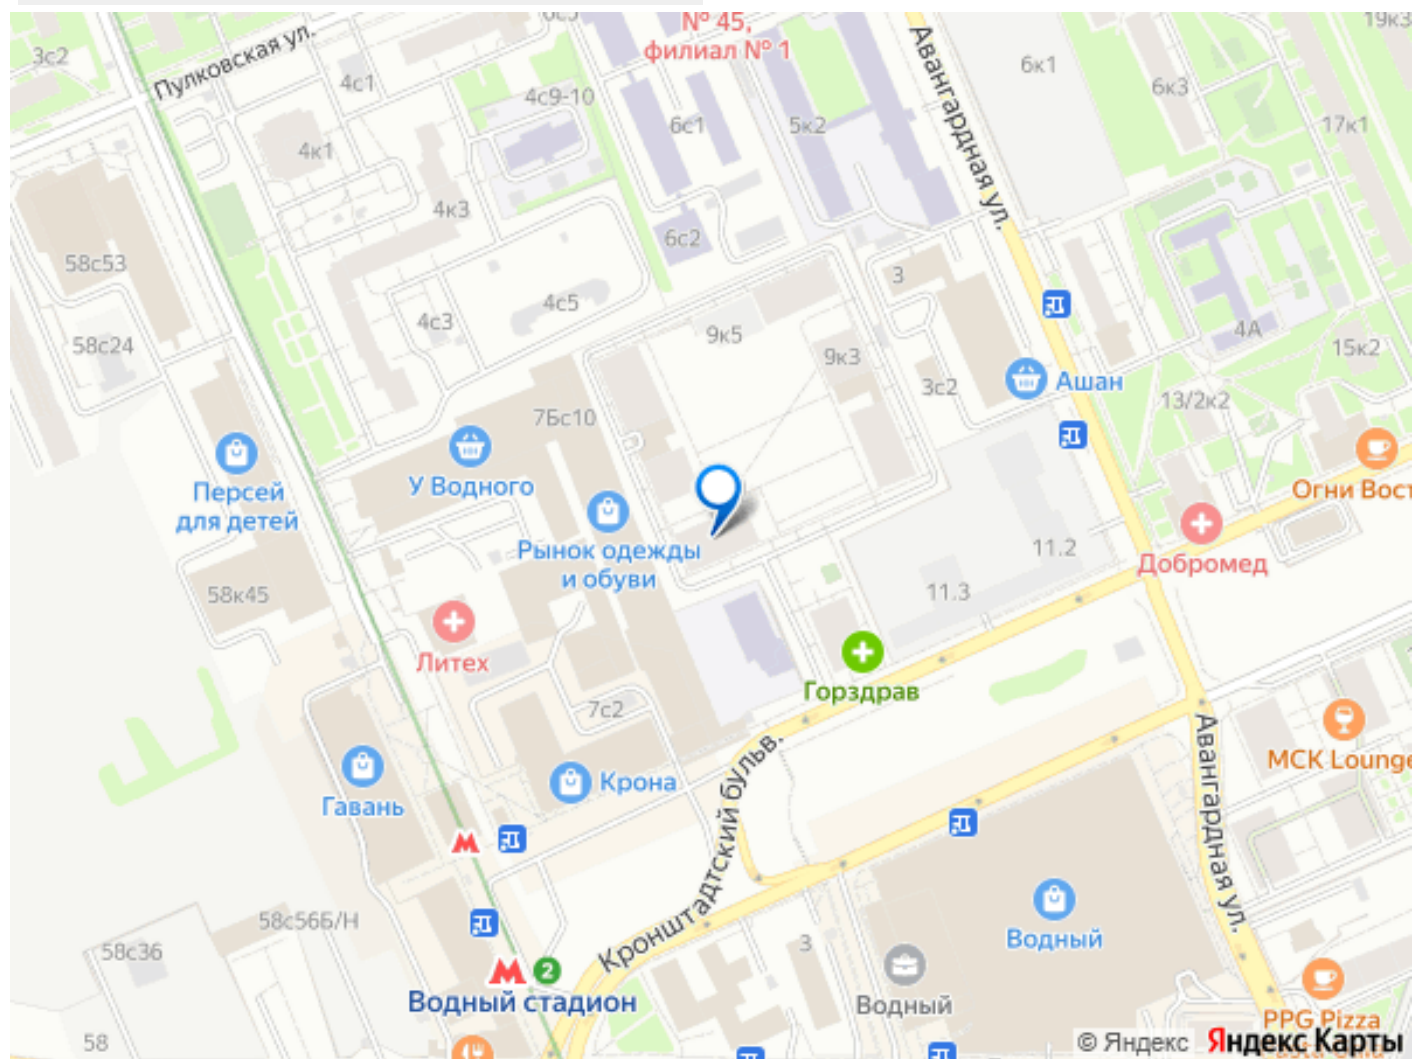 № 45,
филиал № 1
19к3
3с2
Пулковская ул.
4с1
4с9-10
6с1
5к2
Авангардная ул.
6к1
6к3
17к1
4к1
4к3
6с2
3
58с53
4с5
4с3
9к5
9к3
3с2
4А
15к2
58с24
Ашан
13/2к2
7Бс10
Персей
для детей
У Водного
Огни Вост
Рынок одежды
и обуви
11.2
Добромед
58к45
11.3
Литех
Горздрав
7с2
Кронштадтский бульв.
Авангардная ул.
МСК Lounge
Гавань
Крона
58с56Б/Н
58с36
3
Водный
Водный
2
Водный стадион
58
PPG Pizza
© Яндекс Яндекс Карты